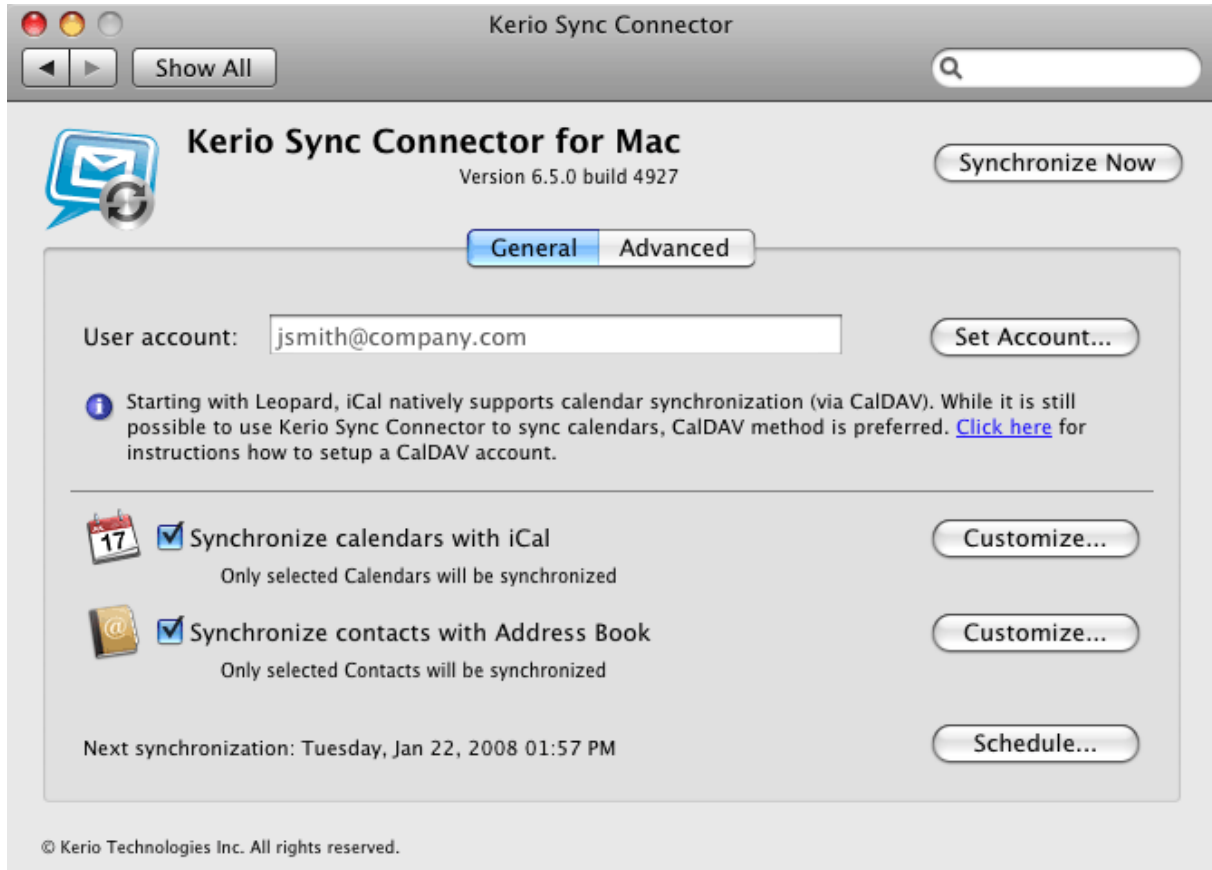 Kerio Sync Connector
Show All
Kerio Sync Connector for Mac
Version 6.5.0 build 4927
Synchronize Now
General Advanced
User account: jsmith@company.com Set Account...
Starting with Leopard, iCal natively supports calendar synchronization (via CalDAV). While it is still
possible to use Kerio Sync Connector to sync calendars, CalDAV method is preferred. Click here for
instructions how to setup a CalDAV account.
17
Synchronize calendars with iCal Customize...
Only selected Calendars will be synchronized
@
Synchronize contacts with Address Book Customize...
Only selected Contacts will be synchronized
Next synchronization: Tuesday, Jan 22, 2008 01:57 PM Schedule...
© Kerio Technologies Inc. All rights reserved.